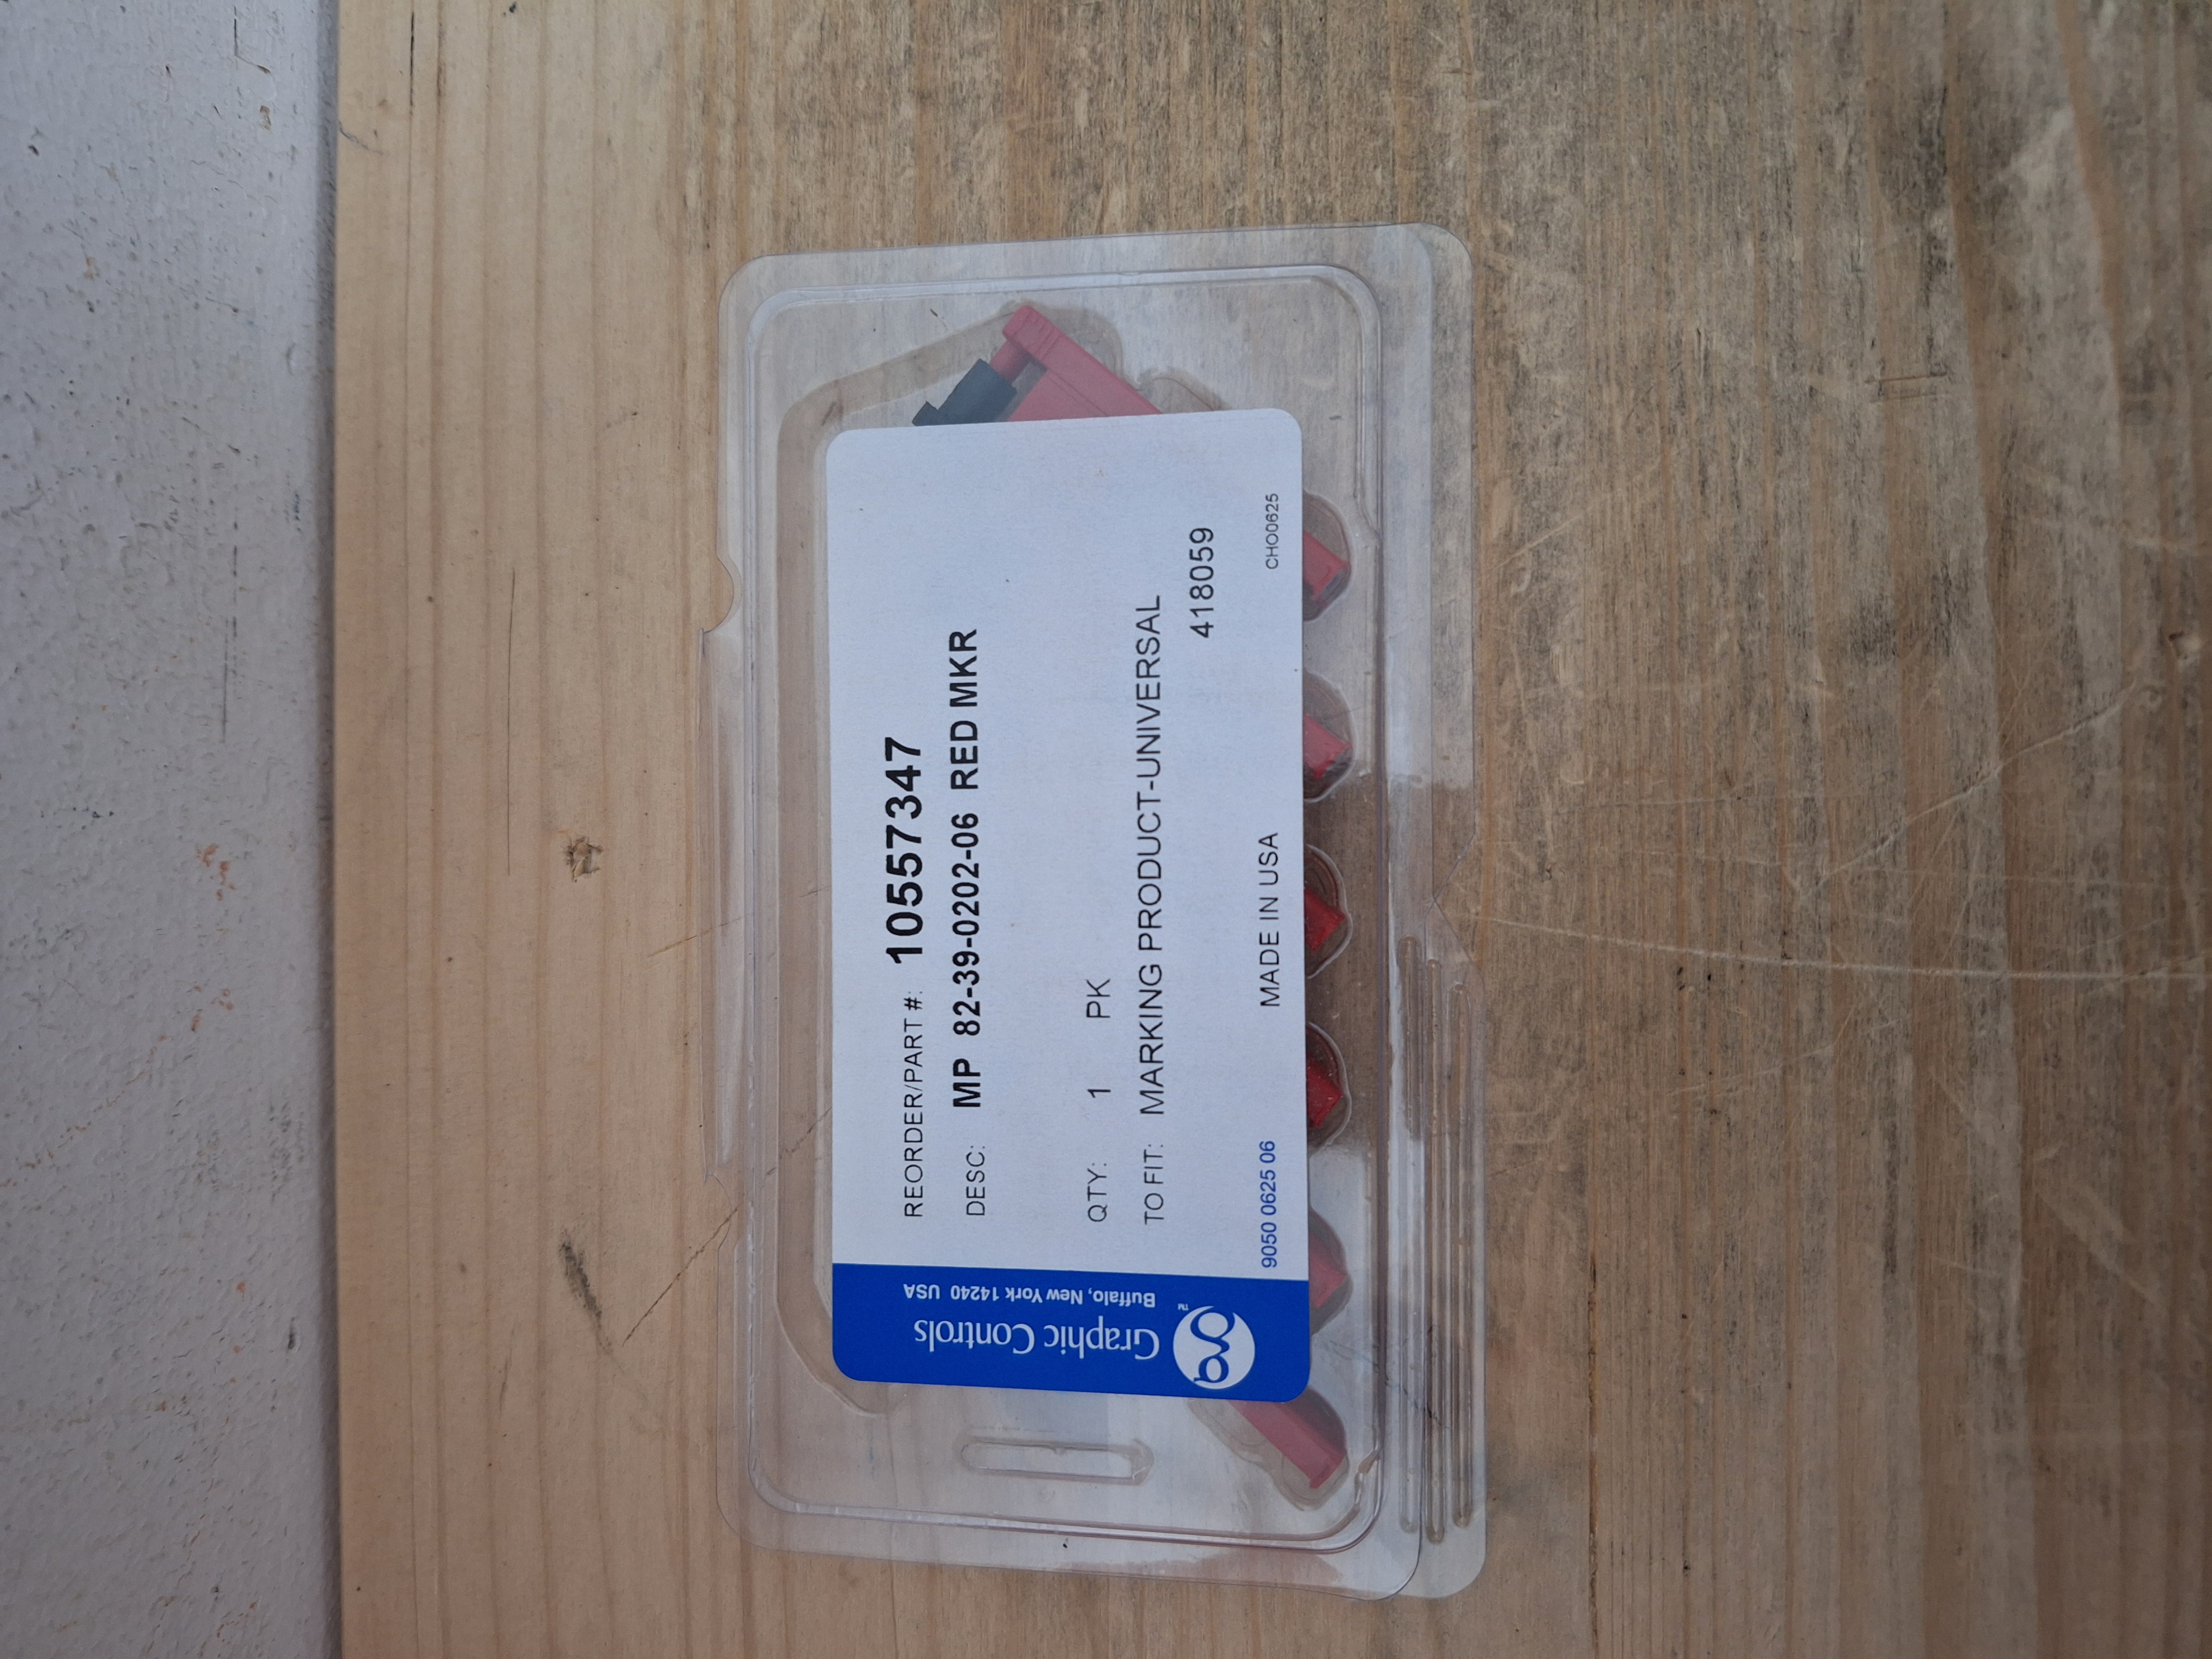 REORDER/PART #: 10557347
DESC: MP 82-39-0202-06 RED MKR
QTY: 1 PK
TO FIT: MARKING PRODUCT-UNIVERSAL
418059
9050 0625 06 MADE IN USA CHO0625
Graphic Controls™
Buffalo, New York 14240 USA